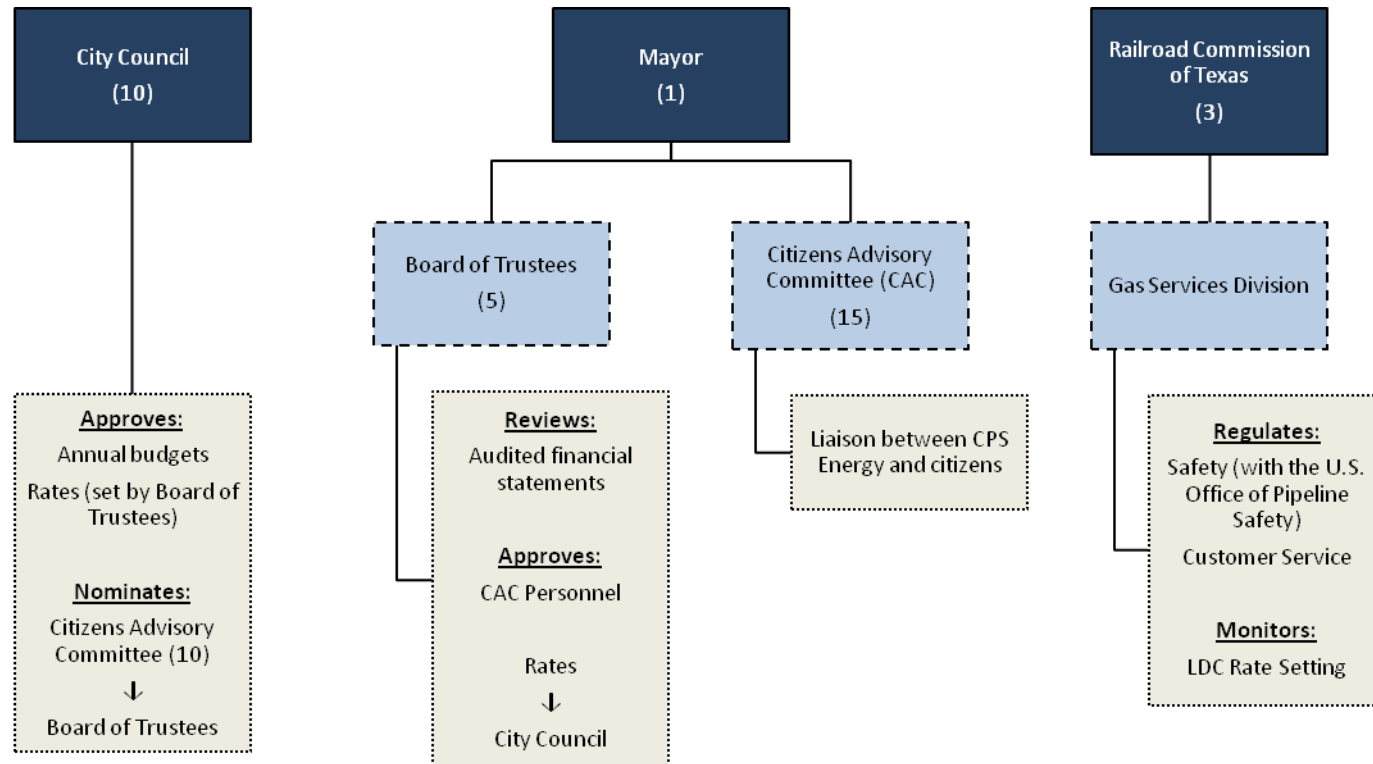 City Council
(10)
Mayor
(1)
Railroad Commission
of Texas
(3)
Board of Trustees
(5)
Citizens Advisory
Committee (CAC)
(15)
Gas Services Division
Approves:
Annual budgets
Rates (set by Board of
Trustees)
Nominates:
Citizens Advisory
Committee (10)
↓
Board of Trustees
Reviews:
Audited financial
statements
Approves:
CAC Personnel
Rates
↓
City Council
Liaison between CPS
Energy and citizens
Regulates:
Safety (with the U.S.
Office of Pipeline
Safety)
Customer Service
Monitors:
LDC Rate Setting